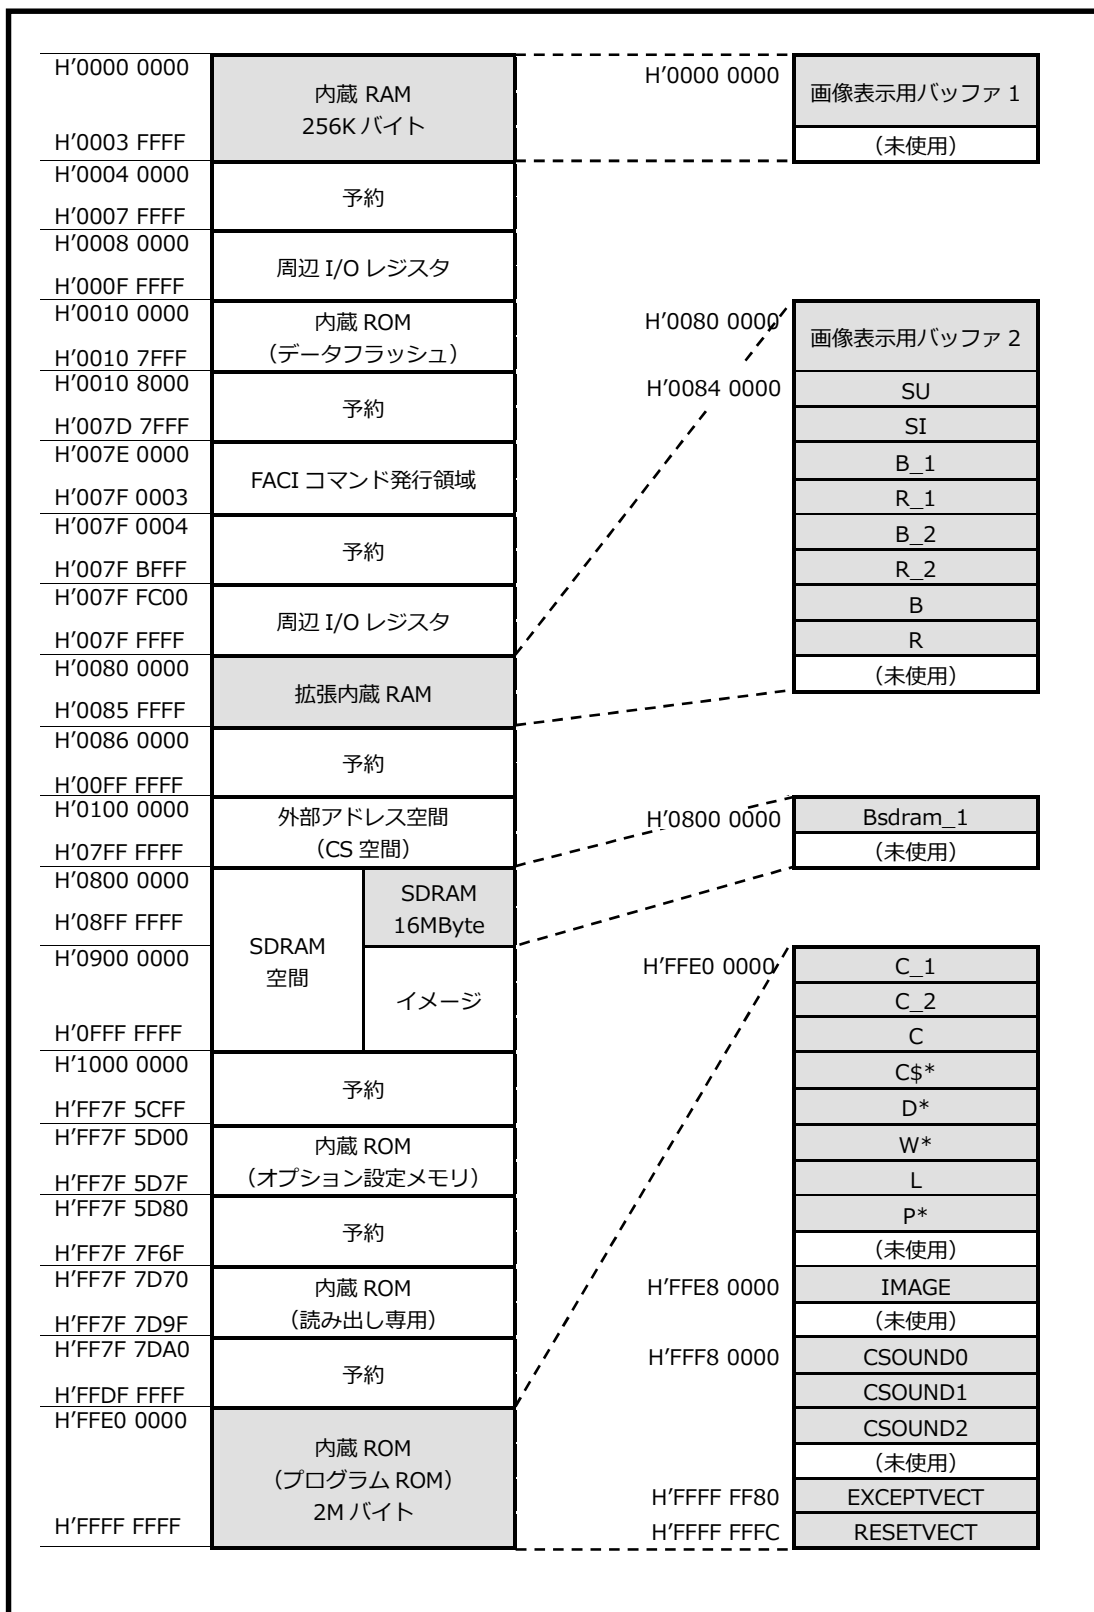 H'0000 0000
内蔵 RAM
256K バイト
H'0003 FFFF
H'0004 0000
予約
H'0007 FFFF
H'0008 0000
周辺 I/O レジスタ
H'000F FFFF
H'0010 0000
内蔵 ROM
(データフラッシュ)
H'0010 7FFF
H'0010 8000
予約
H'007D 7FFF
H'007E 0000
FACI コマンド発行領域
H'007F 0003
H'007F 0004
予約
H'007F BFFF
H'007F FC00
周辺 I/O レジスタ
H'007F FFFF
H'0080 0000
拡張内蔵 RAM
H'0085 FFFF
H'0086 0000
予約
H'00FF FFFF
H'0100 0000
外部アドレス空間
(CS 空間)
H'07FF FFFF
H'0800 0000
SDRAM
16MByte
H'08FF FFFF
SDRAM
空間
H'0900 0000
イメージ
H'0FFF FFFF
H'1000 0000
予約
H'FF7F 5CFF
H'FF7F 5D00
内蔵 ROM
(オプション設定メモリ)
H'FF7F 5D7F
H'FF7F 5D80
予約
H'FF7F 7F6F
H'FF7F 7D70
内蔵 ROM
(読み出し専用)
H'FF7F 7D9F
H'FF7F 7DA0
予約
H'FFDF FFFF
H'FFE0 0000
内蔵 ROM
(プログラム ROM)
2M バイト
H'FFFF FFFF
H'0000 0000
画像表示用バッファ 1
(未使用)
H'0080 0000
画像表示用バッファ 2
H'0084 0000
SU
SI
B_1
R_1
B_2
R_2
B
R
(未使用)
H'0800 0000
Bsdram_1
(未使用)
H'FFE0 0000
C_1
C_2
C
C$*
D*
W*
L
P*
(未使用)
H'FFE8 0000
IMAGE
(未使用)
H'FFF8 0000
CSOUND0
CSOUND1
CSOUND2
(未使用)
H'FFFF FF80
EXCEPTVECT
H'FFFF FFFC
RESETVECT